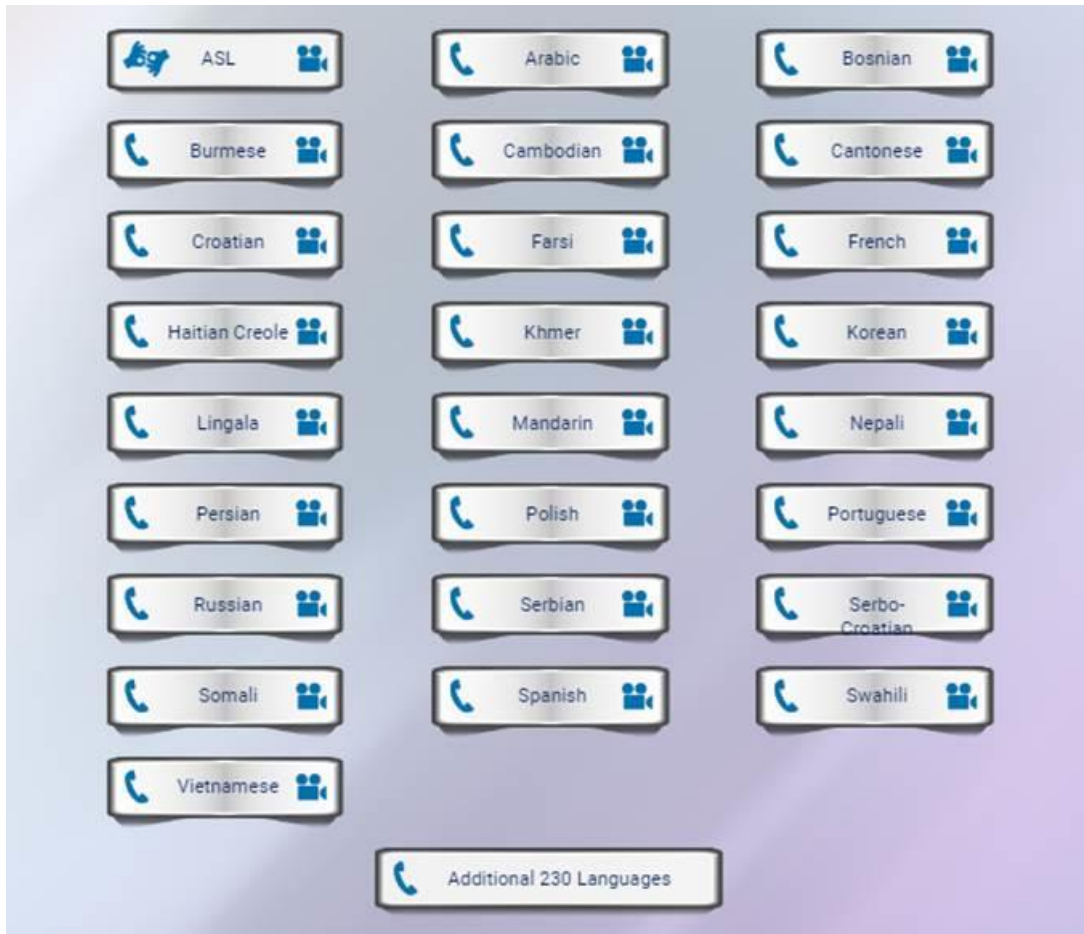 ASL
Arabic
Bosnian
Burmese
Cambodian
Cantonese
Croatian
Farsi
French
Haitian Creole
Khmer
Korean
Lingala
Mandarin
Nepali
Persian
Polish
Portuguese
Russian
Serbian
Serbo-
Croatian
Somali
Spanish
Swahili
Vietnamese
Additional 230 Languages